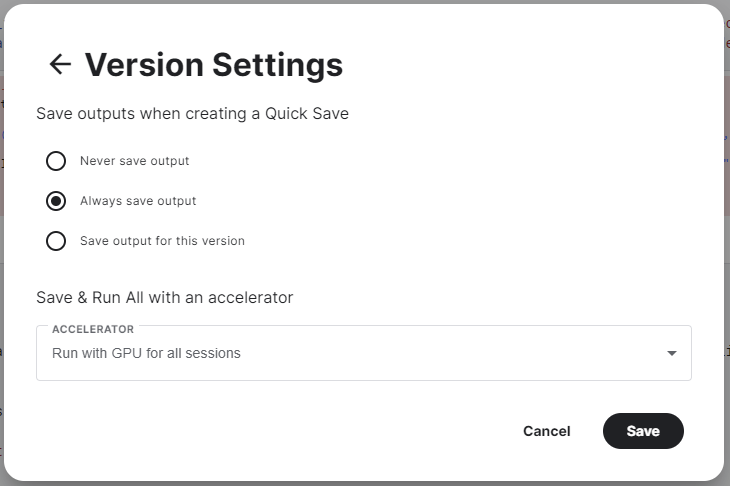 Version Settings
Save outputs when creating a Quick Save
Never save output
Always save output
Save output for this version
Save & Run All with an accelerator
ACCELERATOR
Run with GPU for all sessions
Cancel
Save